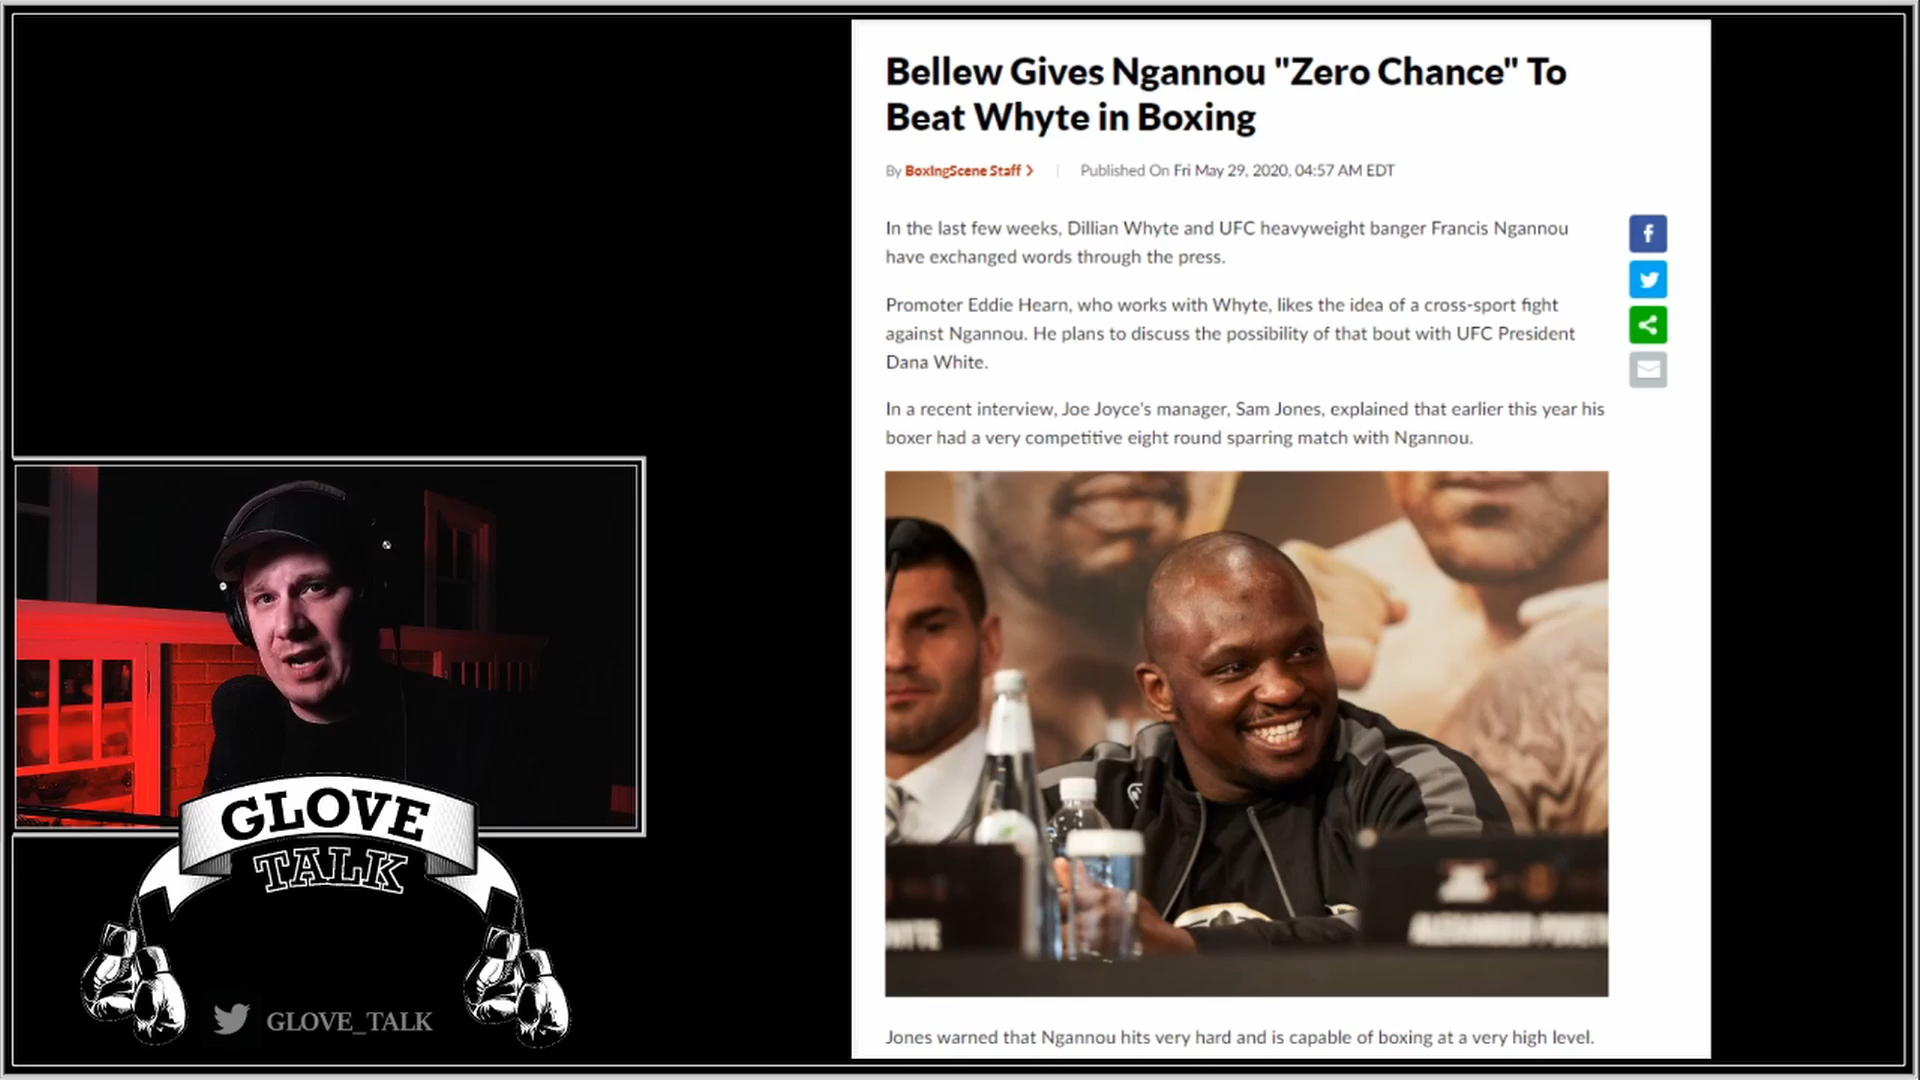 Bellew Gives Ngannou "Zero Chance" To
Beat Whyte in Boxing
By BoxingScene Staff
Published On Fri May 29, 2020, 04:57 AM EDT
In the last few weeks, Dillian Whyte and UFC heavyweight banger Francis Ngannou
have exchanged words through the press.
Promoter Eddie Hearn, who works with Whyte, likes the idea of a cross-sport fight
against Ngannou. He plans to discuss the possibility of that bout with UFC President
Dana White.
In a recent interview, Joe Joyce's manager, Sam Jones, explained that earlier this year his
boxer had a very competitive eight round sparring match with Ngannou.
Jones warned that Ngannou hits very hard and is capable of boxing at a very high level.
GLOVE
TALK
GLOVE_TALK